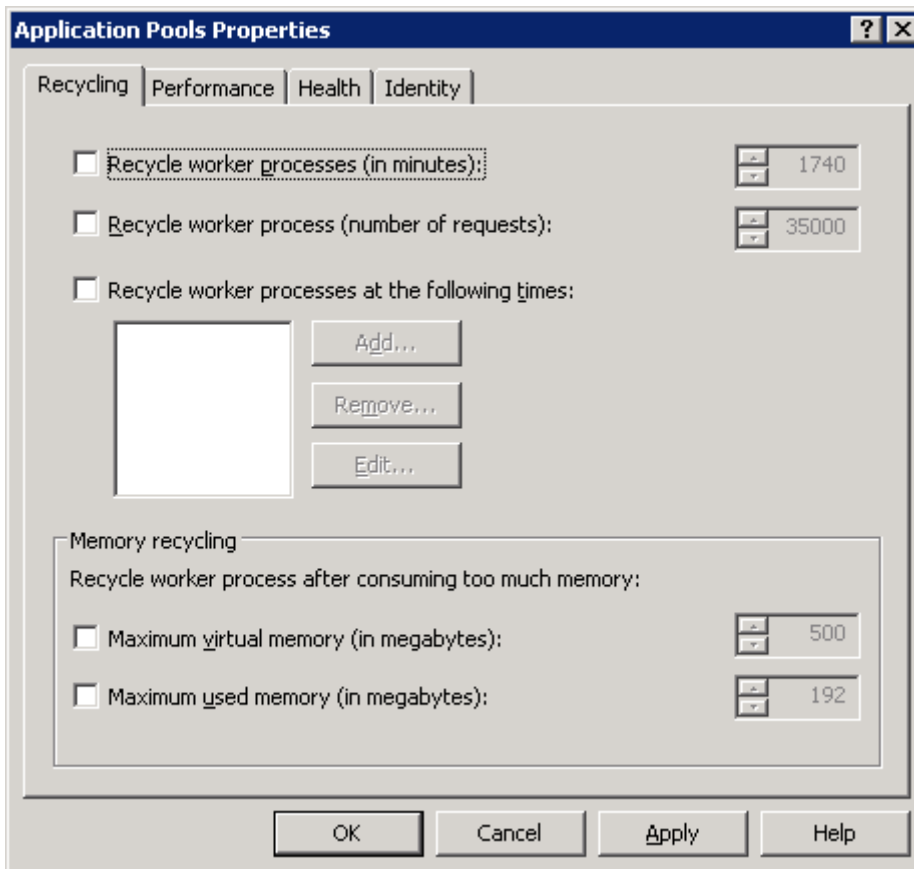 Application Pools Properties
Recycling Performance Health Identity
Recycle worker processes (in minutes): 1740
Recycle worker process (number of requests): 35000
Recycle worker processes at the following times:
Add...
Remove...
Edit...
Memory recycling
Recycle worker process after consuming too much memory:
Maximum virtual memory (in megabytes): 500
Maximum used memory (in megabytes): 192
OK Cancel Apply Help